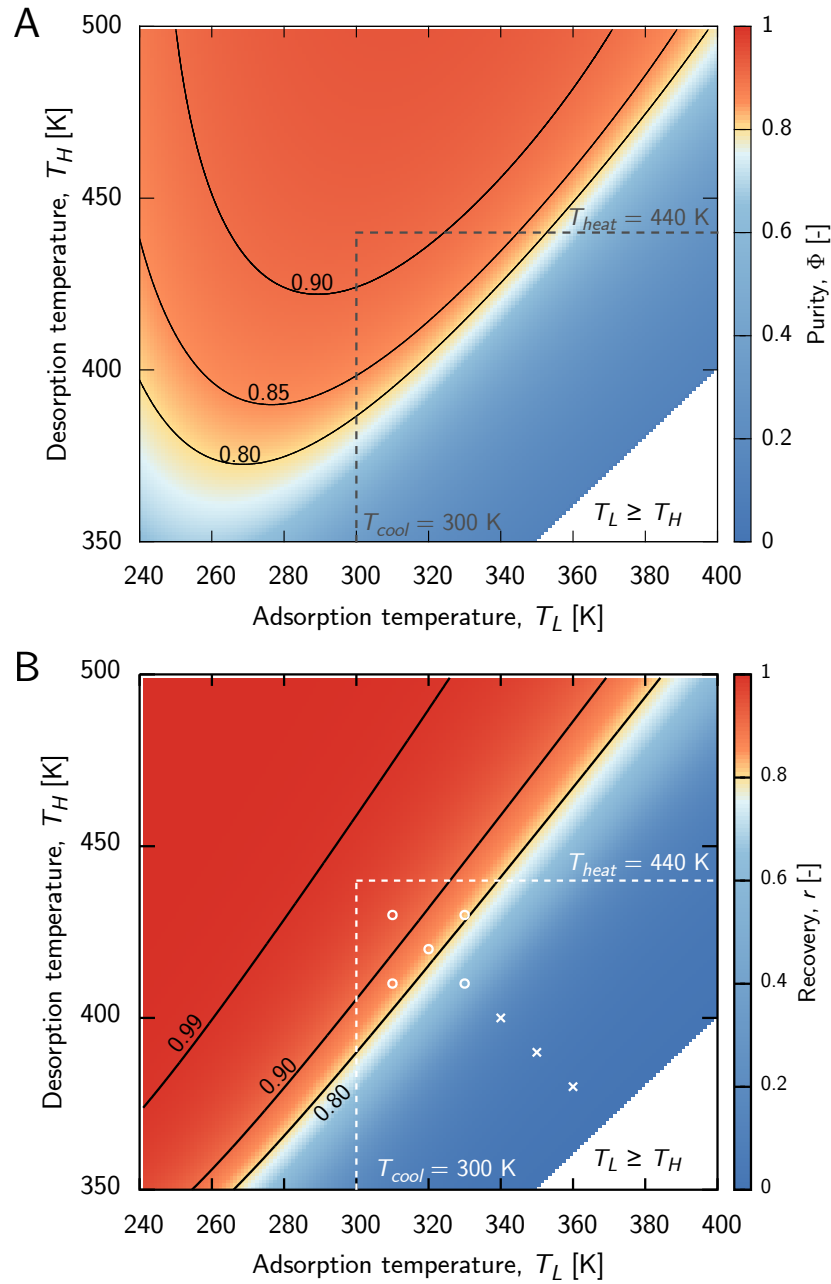 A
500
450
400
350
Desorption temperature, T_H [K]
0.90
0.85
0.80
T_heat = 440 K
T_cool = 300 K
T_L ≥ T_H
240 260 280 300 320 340 360 380 400
Adsorption temperature, T_L [K]
1
0.8
0.6
0.4
0.2
0
Purity, Φ [-]
B
500
450
400
350
Desorption temperature, T_H [K]
0.99
0.90
0.80
T_heat = 440 K
T_cool = 300 K
T_L ≥ T_H
240 260 280 300 320 340 360 380 400
Adsorption temperature, T_L [K]
1
0.8
0.6
0.4
0.2
0
Recovery, r [-]